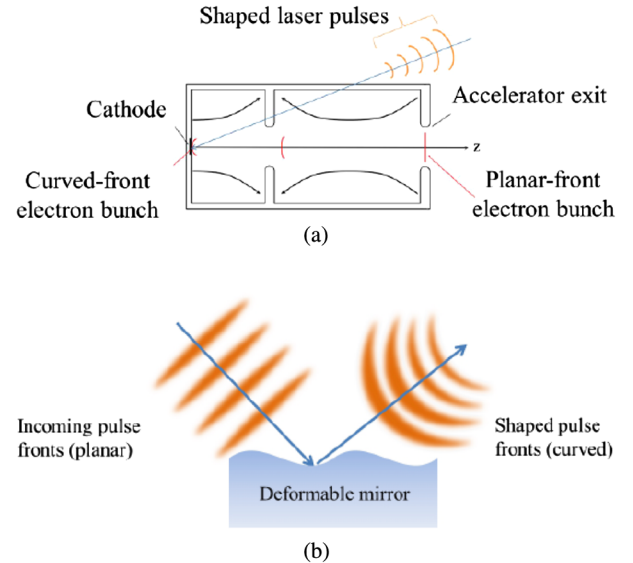 Shaped laser pulses
Cathode
Accelerator exit
z
Curved-front
electron bunch
Planar-front
electron bunch
(a)
Incoming pulse
fronts (planar)
Shaped pulse
fronts (curved)
Deformable mirror
(b)